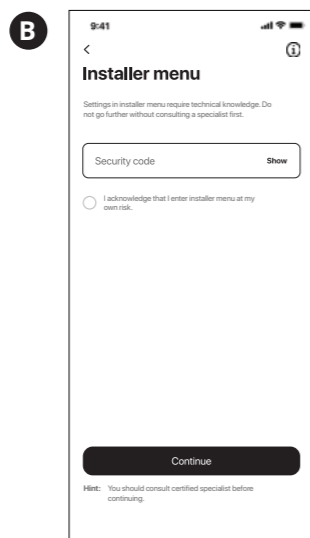 B
9:41
Installer menu
Settings in installer menu require technical knowledge. Do
not go further without consulting a specialist first.
Security code Show
I acknowledge that I enter installer menu at my
own risk.
Continue
Hint: You should consult certified specialist before
continuing.